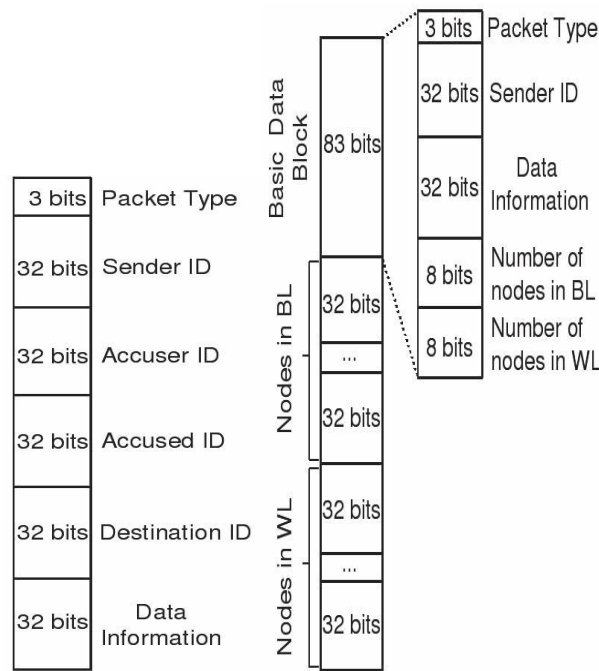 3 bits Packet Type
32 bits Sender ID
32 bits Accuser ID
32 bits Accused ID
32 bits Destination ID
32 bits Data
Information
Basic Data
Block
83 bits
Nodes in BL
32 bits
...
32 bits
Nodes in WL
32 bits
...
32 bits
3 bits Packet Type
32 bits Sender ID
32 bits Data
Information
8 bits Number of
nodes in BL
8 bits Number of
nodes in WL